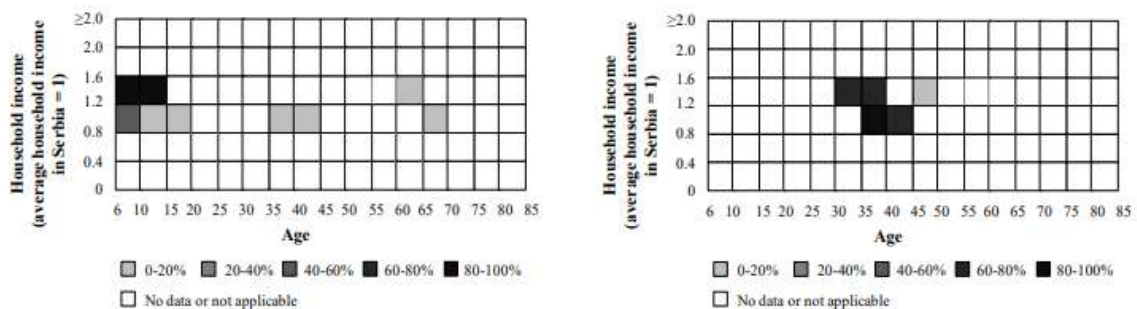 Household income
(average household income
in Serbia = 1)
≥2.0
2.0
1.6
1.2
0.8
0.4
0
6 10 15 20 25 30 35 40 45 50 55 60 65 70 75 80 85
Age
0-20% 20-40% 40-60% 60-80% 80-100%
No data or not applicable
Household income
(average household income
in Serbia = 1)
≥2.0
2.0
1.6
1.2
0.8
0.4
0
6 10 15 20 25 30 35 40 45 50 55 60 65 70 75 80 85
Age
0-20% 20-40% 40-60% 60-80% 80-100%
No data or not applicable